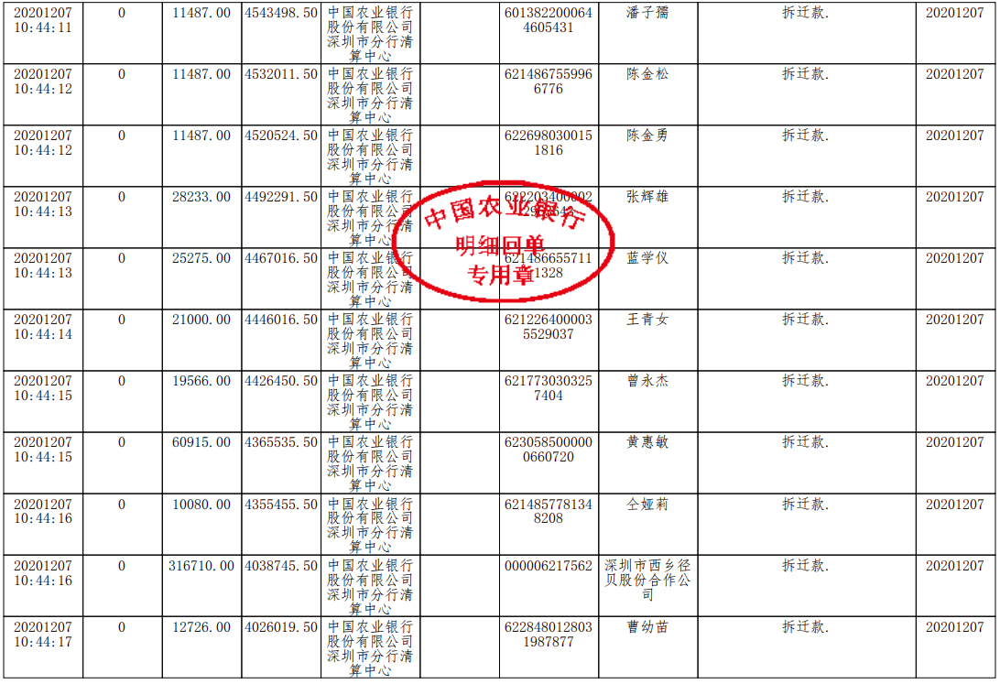 20201207 0 11487.00 4543498.50 中国农业银行 601382200064 潘子孺 拆迁款. 20201207
10:44:11 股份有限公司 4605431
深圳市分行清
算中心
20201207 0 11487.00 4532011.50 中国农业银行 621486755996 陈金松 拆迁款. 20201207
10:44:12 股份有限公司 6776
深圳市分行清
算中心
20201207 0 11487.00 4520524.50 中国农业银行 622698030015 陈金勇 拆迁款. 20201207
10:44:12 股份有限公司 1816
深圳市分行清
算中心
20201207 0 28233.00 4492291.50 中国农业银行 张辉雄 拆迁款. 20201207
10:44:13 股份有限公司
深圳市分行清
算中心
中国农业银行
明细回单
专用章
20201207 0 25275.00 4467016.50 中国农业银行 621486655711 蓝学仪 拆迁款. 20201207
10:44:13 股份有限公司 1328
深圳市分行清
算中心
20201207 0 21000.00 4446016.50 中国农业银行 621226400003 王青女 拆迁款. 20201207
10:44:14 股份有限公司 5529037
深圳市分行清
算中心
20201207 0 19566.00 4426450.50 中国农业银行 621773030325 曾永杰 拆迁款. 20201207
10:44:15 股份有限公司 7404
深圳市分行清
算中心
20201207 0 60915.00 4365535.50 中国农业银行 623058500000 黄惠敏 拆迁款. 20201207
10:44:15 股份有限公司 0660720
深圳市分行清
算中心
20201207 0 10080.00 4355455.50 中国农业银行 621485778134 仝娅莉 拆迁款. 20201207
10:44:16 股份有限公司 8208
深圳市分行清
算中心
20201207 0 316710.00 4038745.50 中国农业银行 000006217562 深圳市西乡径 拆迁款. 20201207
10:44:16 股份有限公司 贝股份合作公
深圳市分行清 司
算中心
20201207 0 12726.00 4026019.50 中国农业银行 622848012803 曹幼苗 拆迁款. 20201207
10:44:17 股份有限公司 1987877
深圳市分行清
算中心